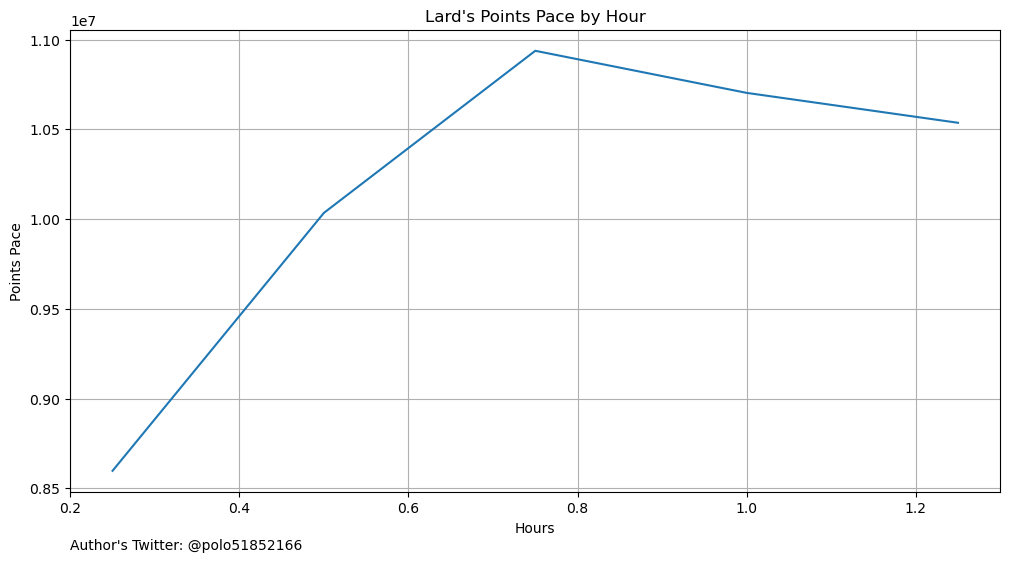 Lard's Points Pace by Hour
1e7
1.10
1.05
1.00
0.95
0.90
0.85
Points Pace
0.2 0.4 0.6 0.8 1.0 1.2
Hours
Author's Twitter: @polo51852166